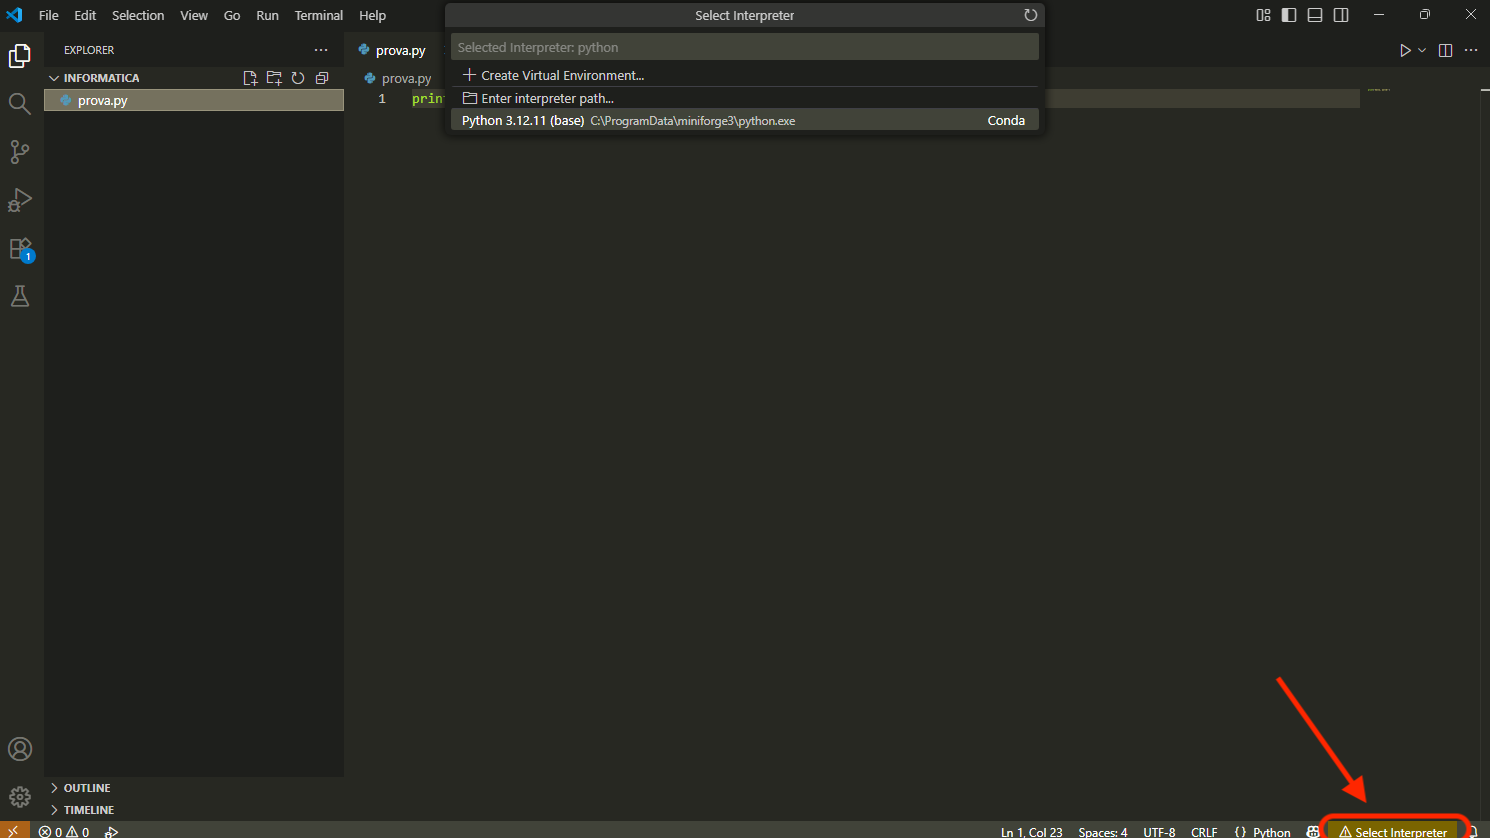 File Edit Selection View Go Run Terminal Help
Select Interpreter
EXPLORER
prova.py
Selected Interpreter: python
INFORMATICA
prova.py
Create Virtual Environment...
prova.py
1
Enter interpreter path...
Python 3.12.11 (base) C:\ProgramData\miniforge3\python.exe Conda
1
OUTLINE
TIMELINE
0 0 Ln 1, Col 23 Spaces: 4 UTF-8 CRLF {} Python Select Interpreter